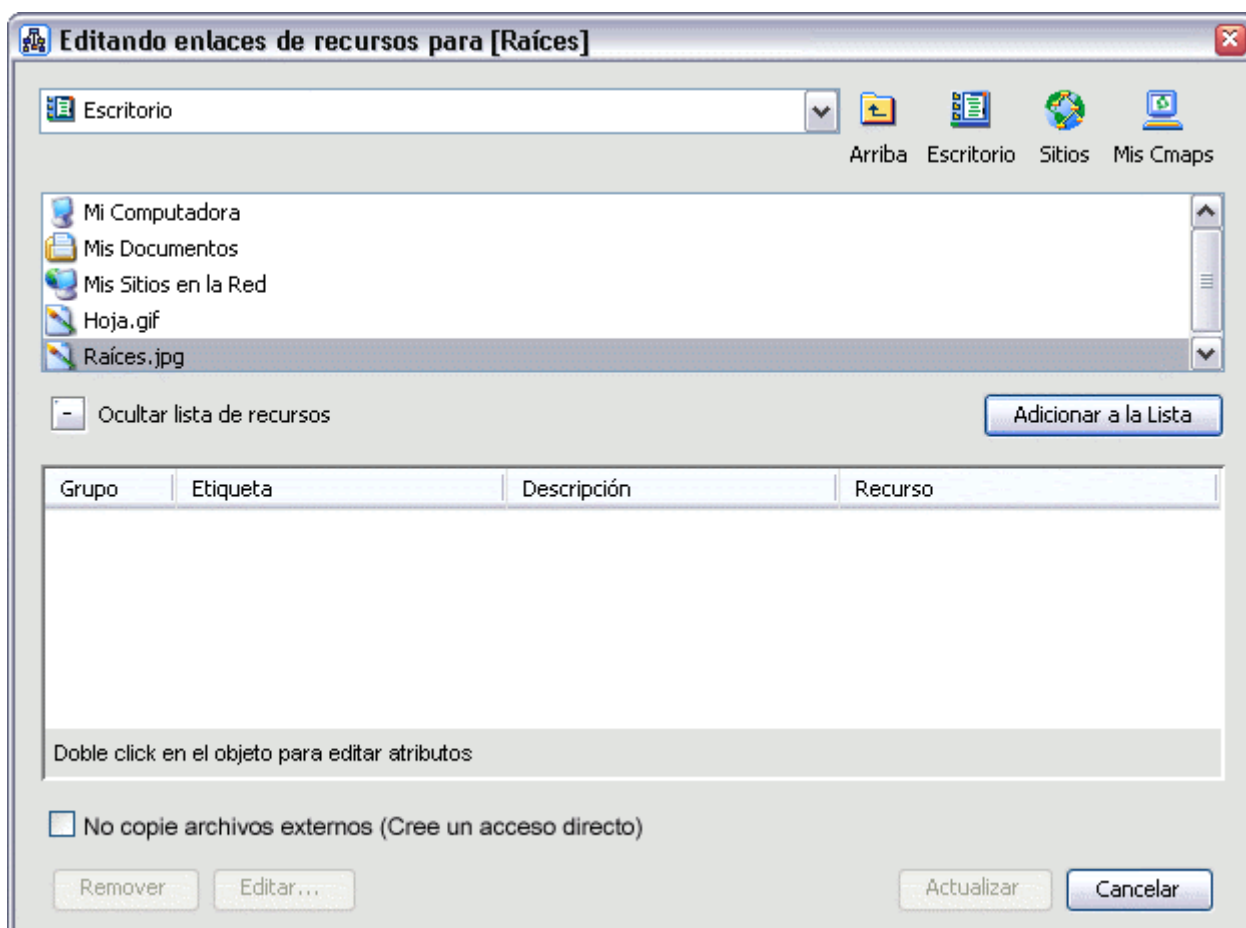 Editando enlaces de recursos para [Raíces]
Escritorio
Arriba Escritorio Sitios Mis Cmaps
Mi Computadora
Mis Documentos
Mis Sitios en la Red
Hoja.gif
Raíces.jpg
- Ocultar lista de recursos Adicionar a la Lista
Grupo Etiqueta Descripción Recurso
Doble click en el objeto para editar atributos
No copie archivos externos (Cree un acceso directo)
Remover Editar... Actualizar Cancelar